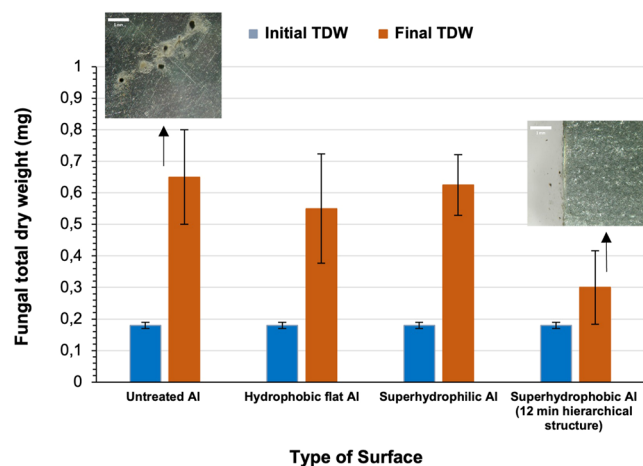 Initial TDW
Final TDW
Fungal total dry weight (mg)
1
0,9
0,8
0,7
0,6
0,5
0,4
0,3
0,2
0,1
0
Untreated Al
Hydrophobic flat Al
Superhydrophilic Al
Superhydrophobic Al
(12 min hierarchical
structure)
Type of Surface